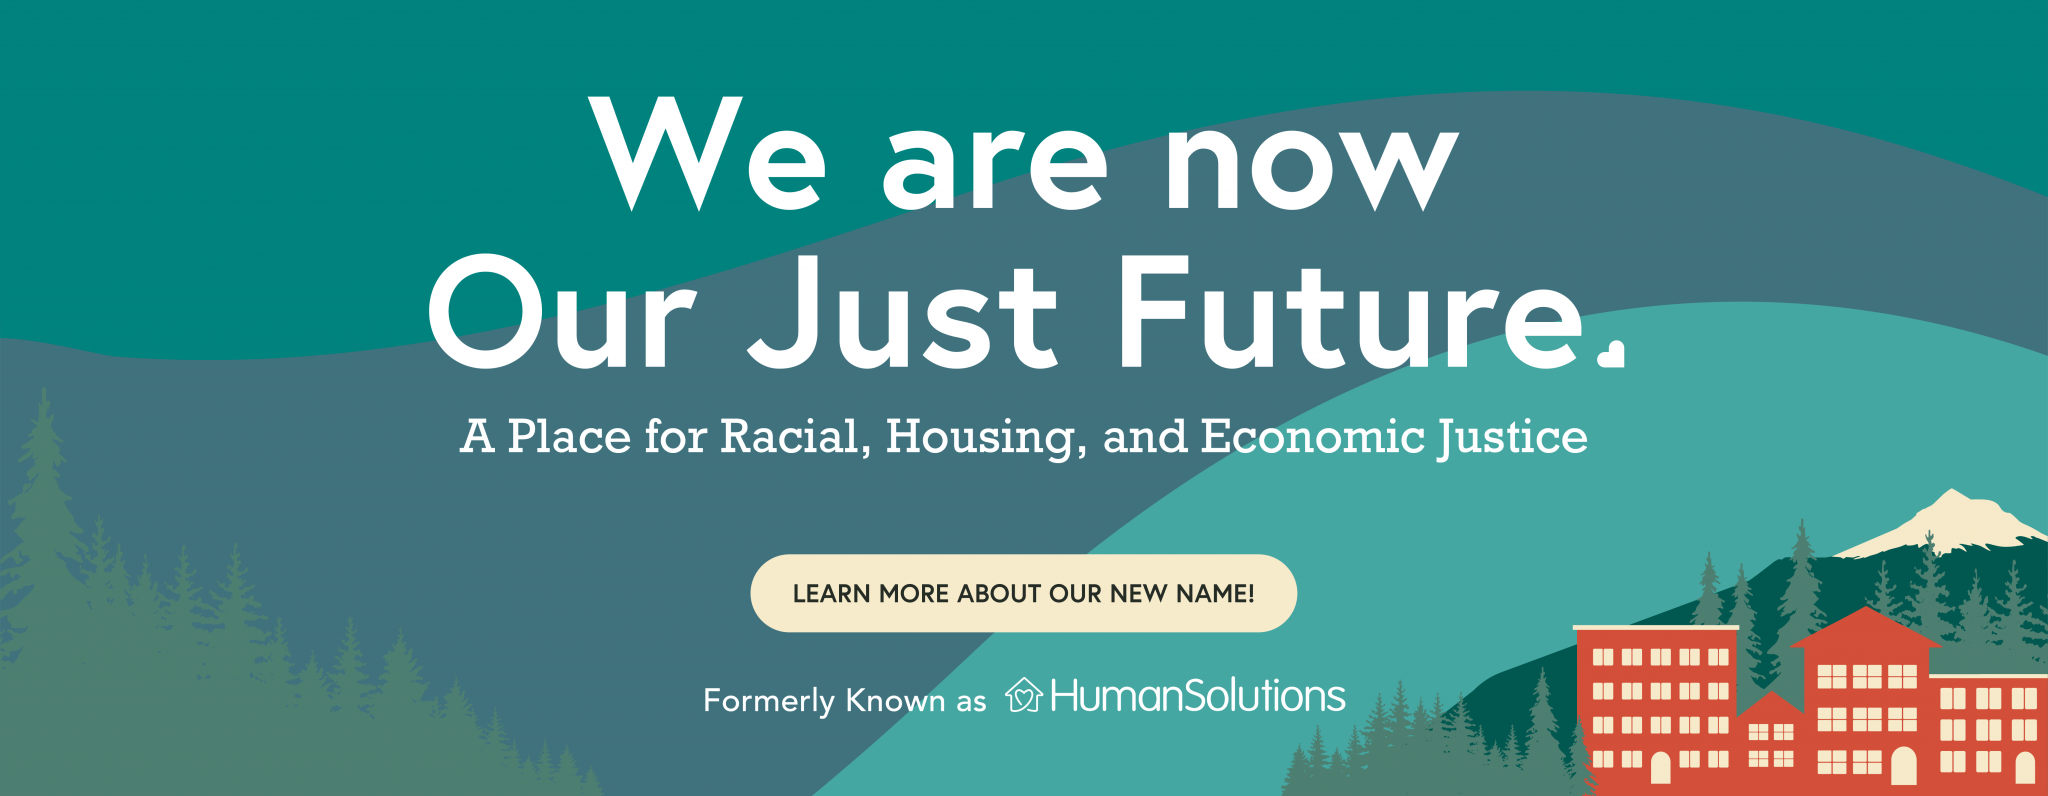 We are now
Our Just Future.
A Place for Racial, Housing, and Economic Justice
LEARN MORE ABOUT OUR NEW NAME!
Formerly Known as HumanSolutions